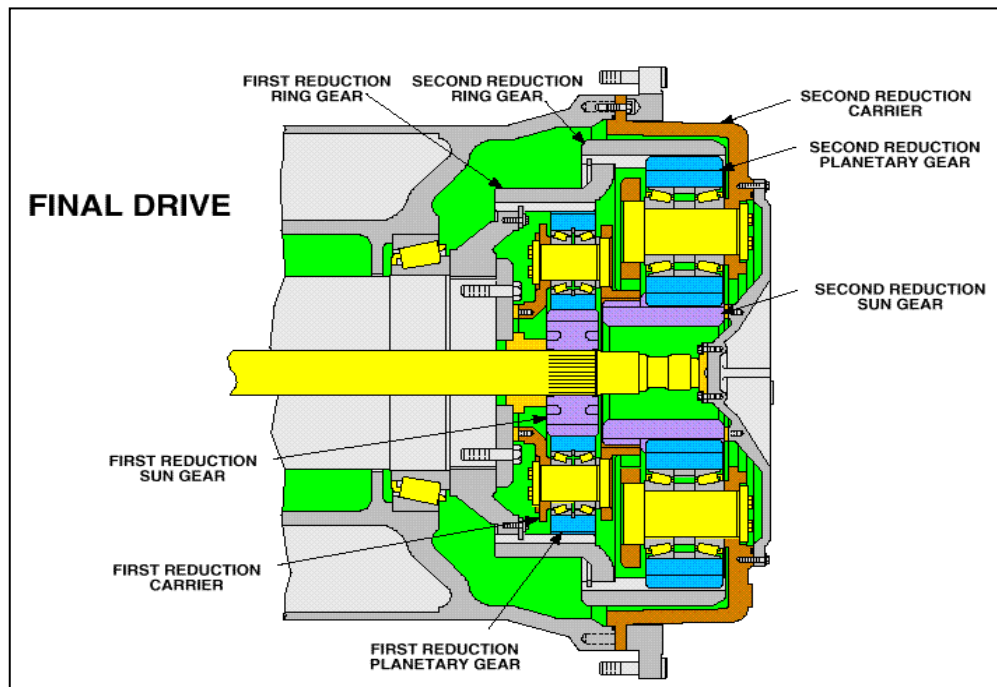 FIRST REDUCTION
RING GEAR
SECOND REDUCTION
RING GEAR
SECOND REDUCTION
CARRIER
SECOND REDUCTION
PLANETARY GEAR
FINAL DRIVE
SECOND REDUCTION
SUN GEAR
FIRST REDUCTION
SUN GEAR
FIRST REDUCTION
CARRIER
FIRST REDUCTION
PLANETARY GEAR